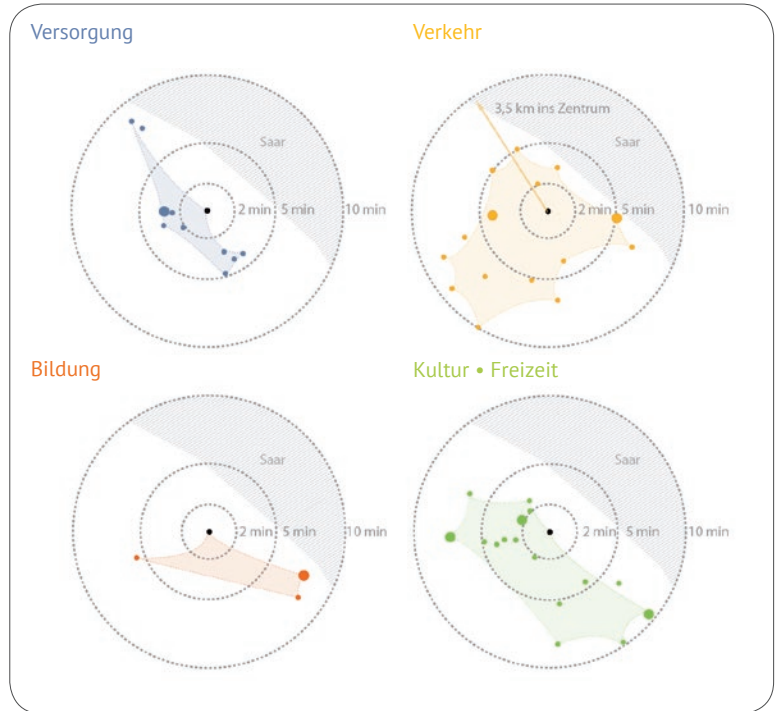 Versorgung
Saar
2 min
5 min
10 min
Verkehr
3,5 km ins Zentrum
Saar
2 min
5 min
10 min
Bildung
Saar
2 min
5 min
10 min
Kultur • Freizeit
Saar
2 min
5 min
10 min